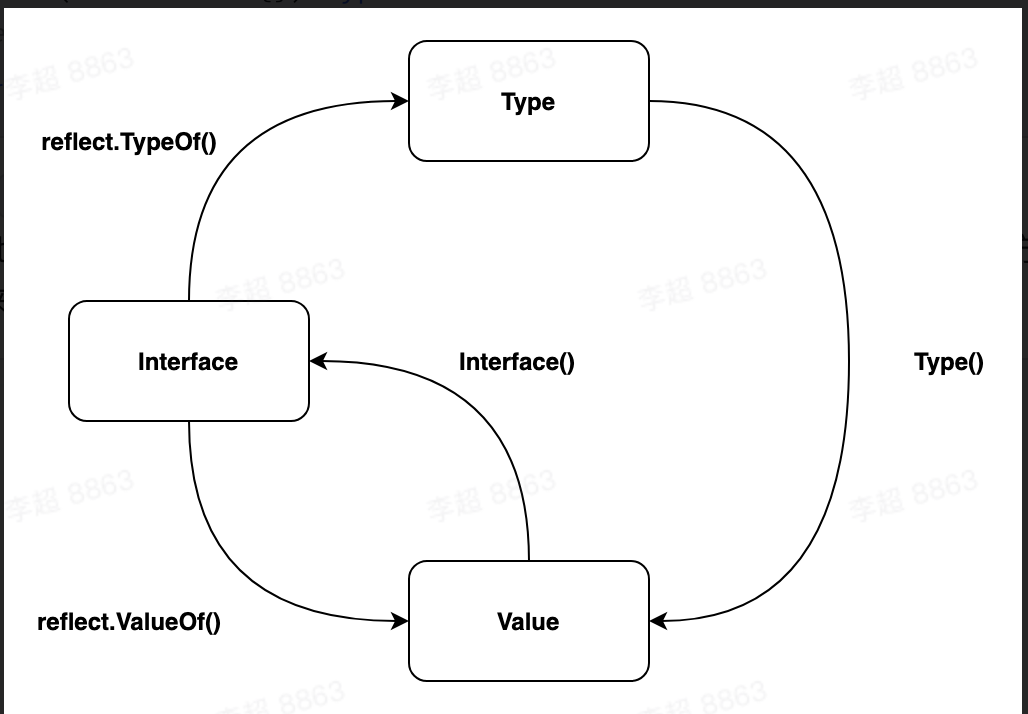 Type
reflect.TypeOf()
Interface
Interface()
Type()
reflect.ValueOf()
Value
李超 8863
李超 8863
李超 8863
李超 8863
李超 8863
李超 8863
李超 8863
李超 8863
李超 8863
李超 8863